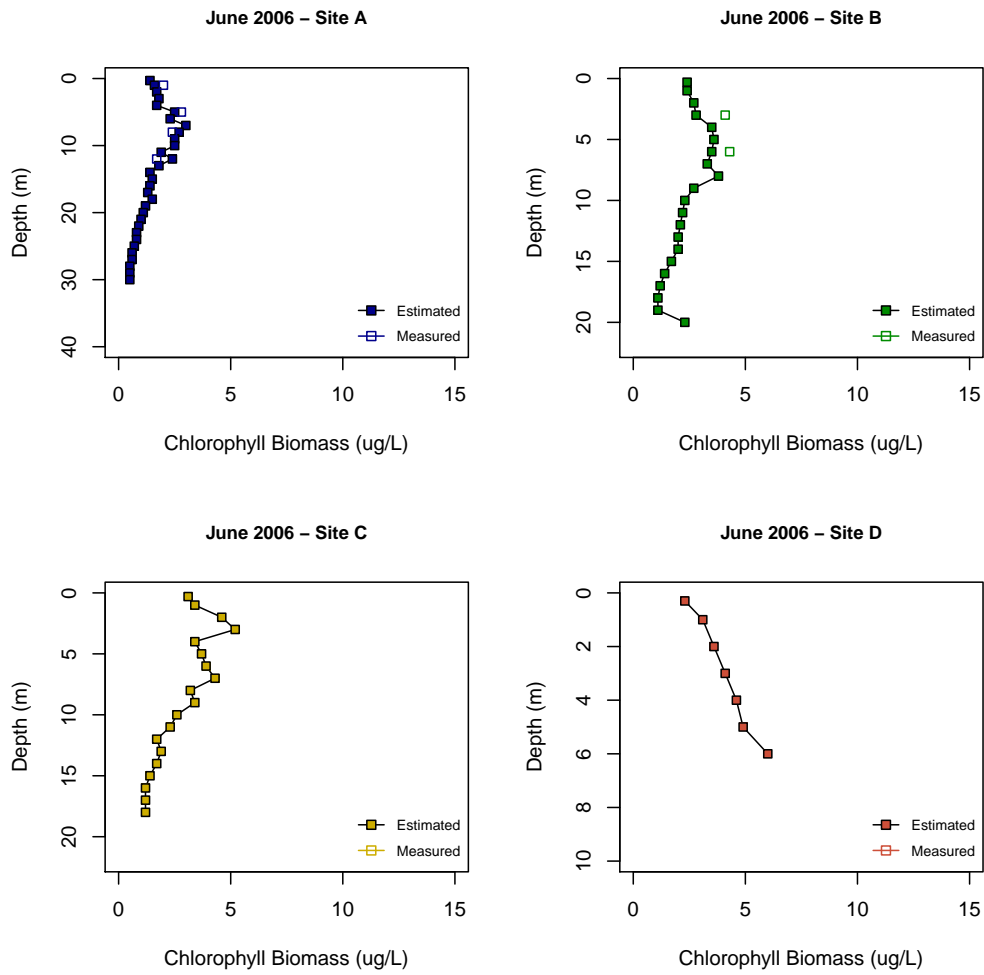 June 2006 – Site A
0
10
20
30
40
Depth (m)
Estimated
Measured
0 5 10 15
Chlorophyll Biomass (ug/L)
June 2006 – Site B
0
5
10
15
20
Depth (m)
Estimated
Measured
0 5 10 15
Chlorophyll Biomass (ug/L)
June 2006 – Site C
0
5
10
15
20
Depth (m)
Estimated
Measured
0 5 10 15
Chlorophyll Biomass (ug/L)
June 2006 – Site D
0
2
4
6
8
10
Depth (m)
Estimated
Measured
0 5 10 15
Chlorophyll Biomass (ug/L)